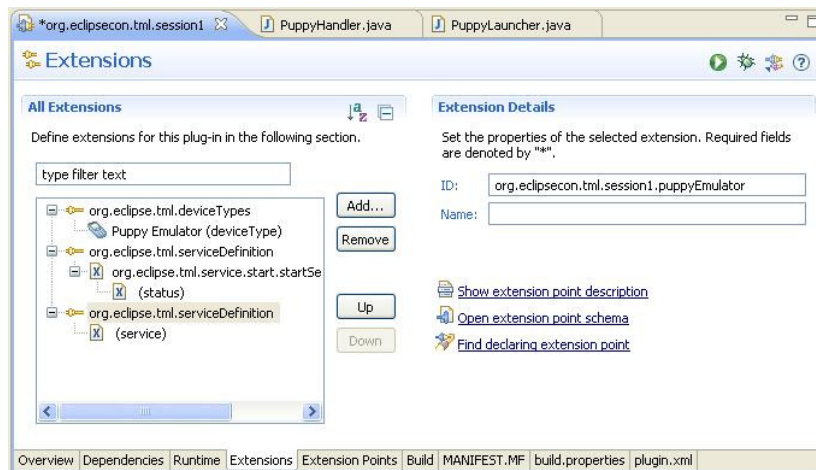 *org.eclipsecon.tml.session1
PuppyHandler.java
PuppyLauncher.java
Extensions
All Extensions
Define extensions for this plug-in in the following section.
type filter text
org.eclipse.tml.deviceTypes
Puppy Emulator (deviceType)
org.eclipse.tml.serviceDefinition
org.eclipse.tml.service.start.startSe
(status)
org.eclipse.tml.serviceDefinition
(service)
Add...
Remove
Up
Down
Extension Details
Set the properties of the selected extension. Required fields
are denoted by "*".
ID: org.eclipsecon.tml.session1.puppyEmulator
Name:
Show extension point description
Open extension point schema
Find declaring extension point
Overview Dependencies Runtime Extensions Extension Points Build MANIFEST.MF build.properties plugin.xml